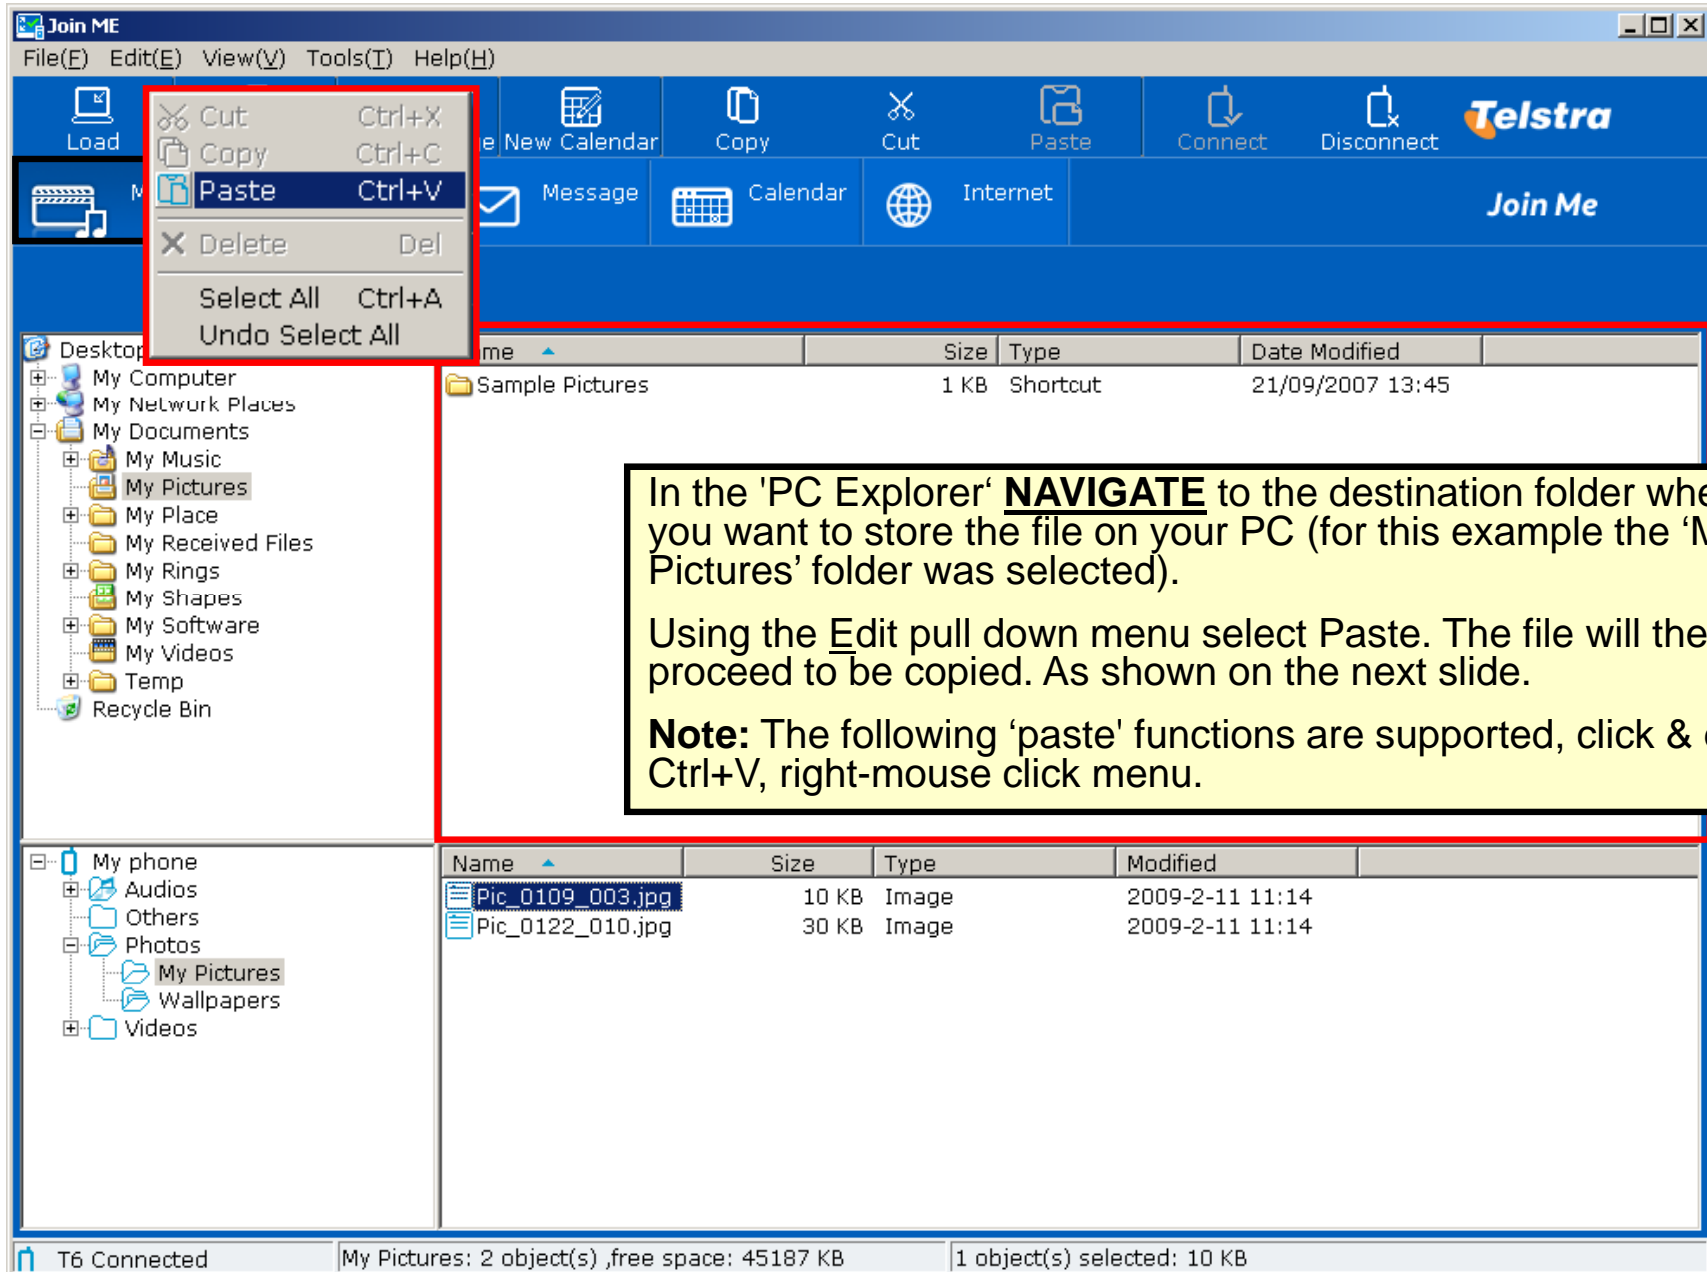 Join ME
File(F) Edit(E) View(V) Tools(T) Help(H)
Load
New Calendar
Copy
Cut
Paste
Connect
Disconnect
Telstra
Cut Ctrl+X
Copy Ctrl+C
Paste Ctrl+V
Delete Del
Select All Ctrl+A
Undo Select All
Message
Calendar
Internet
Join Me
Desktop
My Computer
My Network Places
My Documents
My Music
My Pictures
My Place
My Received Files
My Rings
My Shapes
My Software
My Videos
Temp
Recycle Bin
Size Type Date Modified
Sample Pictures 1 KB Shortcut 21/09/2007 13:45
In the 'PC Explorer‘ NAVIGATE to the destination folder
you want to store the file on your PC (for this example the
Pictures’ folder was selected).
Using the Edit pull down menu select Paste. The file will
proceed to be copied. As shown on the next slide.
Note: The following ‘paste' functions are supported, click &
Ctrl+V, right-mouse click menu.
My phone
Audios
Others
Photos
My Pictures
Wallpapers
Videos
Name Size Type Modified
Pic_0109_003.jpg 10 KB Image 2009-2-11 11:14
Pic_0122_010.jpg 30 KB Image 2009-2-11 11:14
T6 Connected
My Pictures: 2 object(s) ,free space: 45187 KB
1 object(s) selected: 10 KB